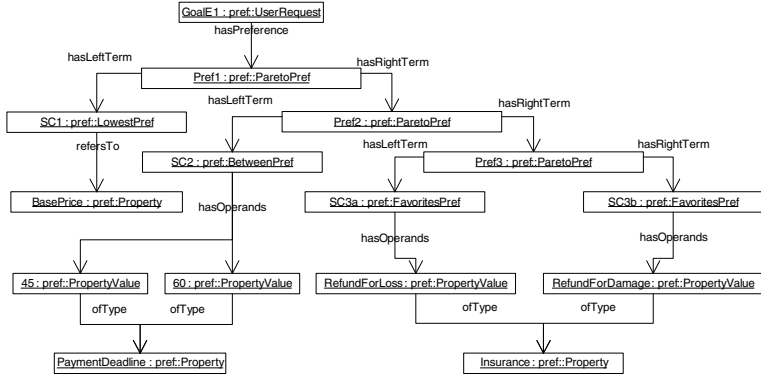 GoalE1 : pref::UserRequest
hasPreference
hasLeftTerm
hasRightTerm
Pref1 : pref::ParetoPref
hasLeftTerm
hasRightTerm
SC1 : pref::LowestPref
Pref2 : pref::ParetoPref
refersTo
hasLeftTerm
hasRightTerm
SC2 : pref::BetweenPref
Pref3 : pref::ParetoPref
BasePrice : pref::Property
hasOperands
SC3a : pref::FavoritesPref
SC3b : pref::FavoritesPref
hasOperands
hasOperands
45 : pref::PropertyValue
60 : pref::PropertyValue
RefundForLoss : pref::PropertyValue
RefundForDamage : pref::PropertyValue
ofType
ofType
ofType
ofType
PaymentDeadline : pref::Property
Insurance : pref::Property